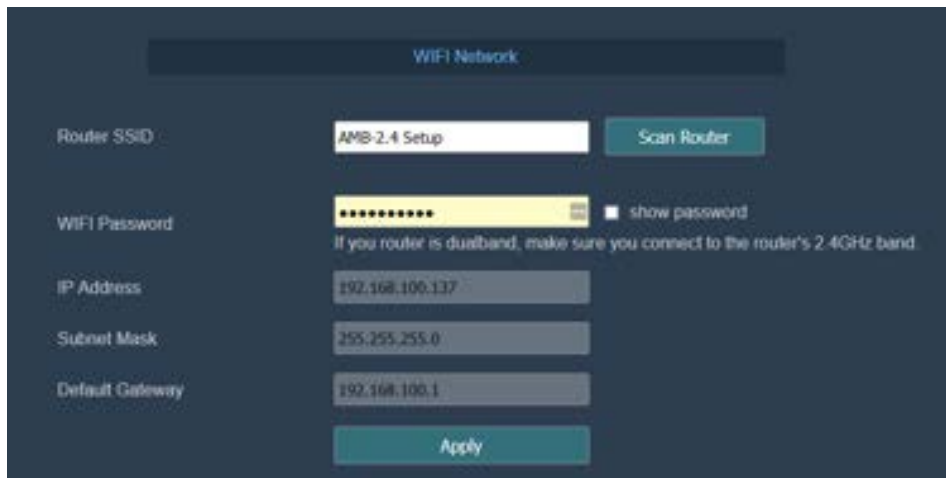 WIFI Network
Router SSID AMB-2.4 Setup Scan Router
WIFI Password •••••••••• show password
If you router is dualband, make sure you connect to the router's 2.4GHz band.
IP Address 192.168.100.137
Subnet Mask 255.255.255.0
Default Gateway 192.168.100.1
Apply